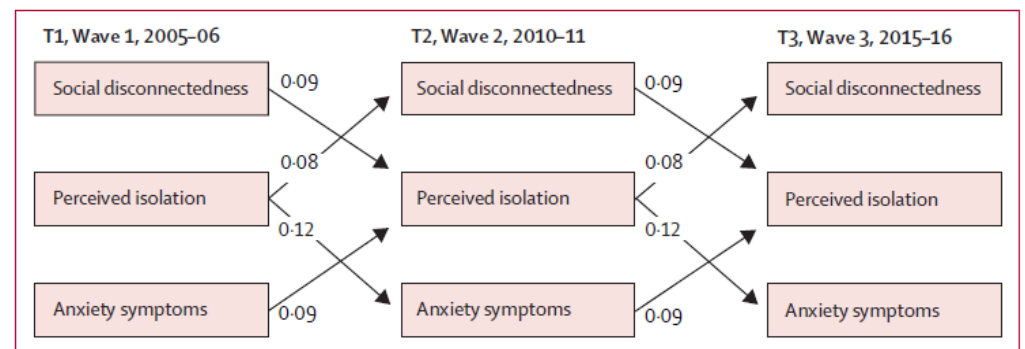 T1, Wave 1, 2005–06 T2, Wave 2, 2010–11 T3, Wave 3, 2015–16
Social disconnectedness 0·09 Social disconnectedness 0·09 Social disconnectedness
0·08 0·08
Perceived isolation Perceived isolation Perceived isolation
0·12 0·12
Anxiety symptoms 0·09 Anxiety symptoms 0·09 Anxiety symptoms